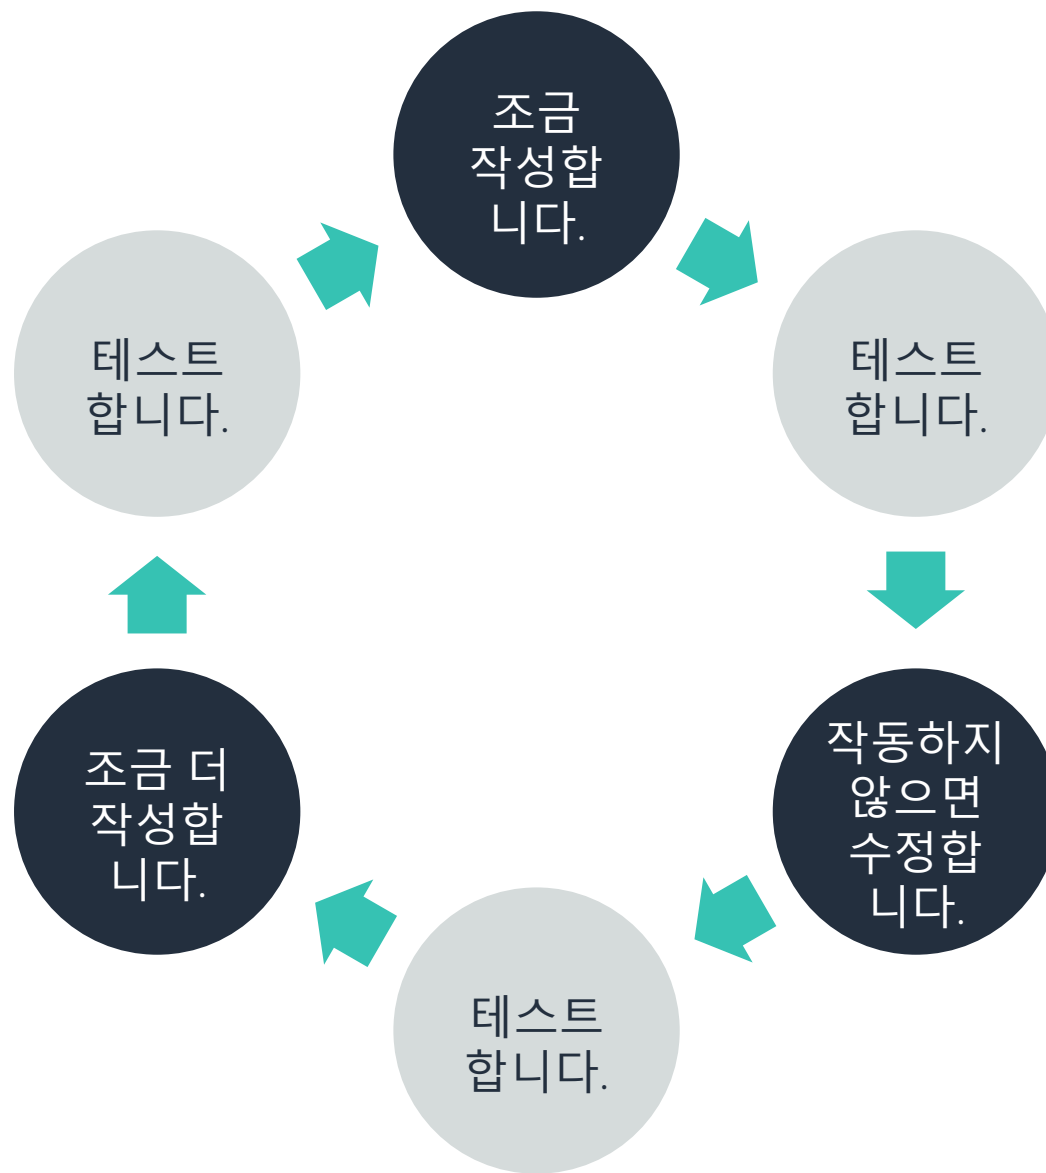 조금
작성합
니다.
테스트
합니다.
작동하지
않으면
수정합
니다.
테스트
합니다.
조금 더
작성합
니다.
테스트
합니다.